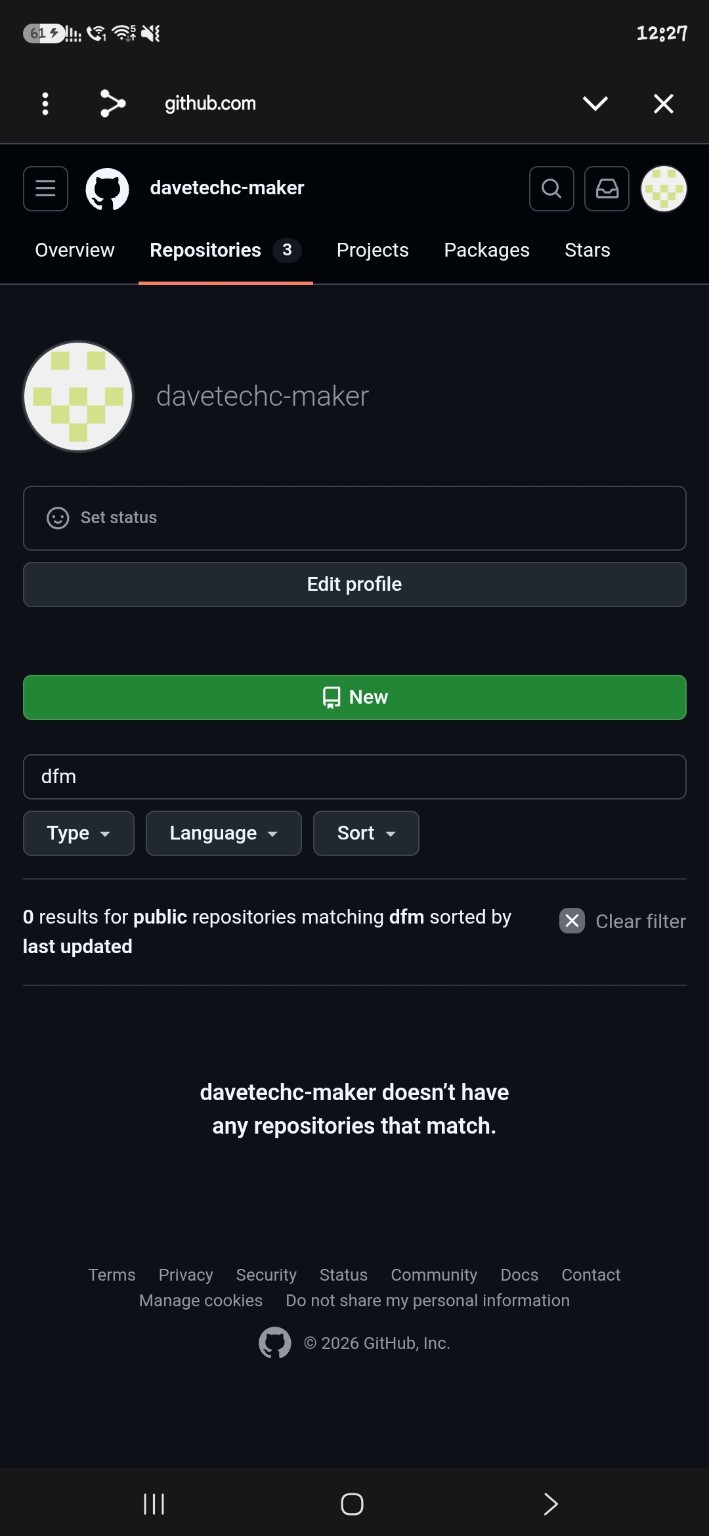 61
12:27
github.com
davetechc-maker
Overview Repositories 3 Projects Packages Stars
davetechc-maker
Set status
Edit profile
New
dfm
Type Language Sort
0 results for public repositories matching dfm sorted by
last updated
Clear filter
davetechc-maker doesn’t have
any repositories that match.
Terms Privacy Security Status Community Docs Contact
Manage cookies Do not share my personal information
© 2026 GitHub, Inc.